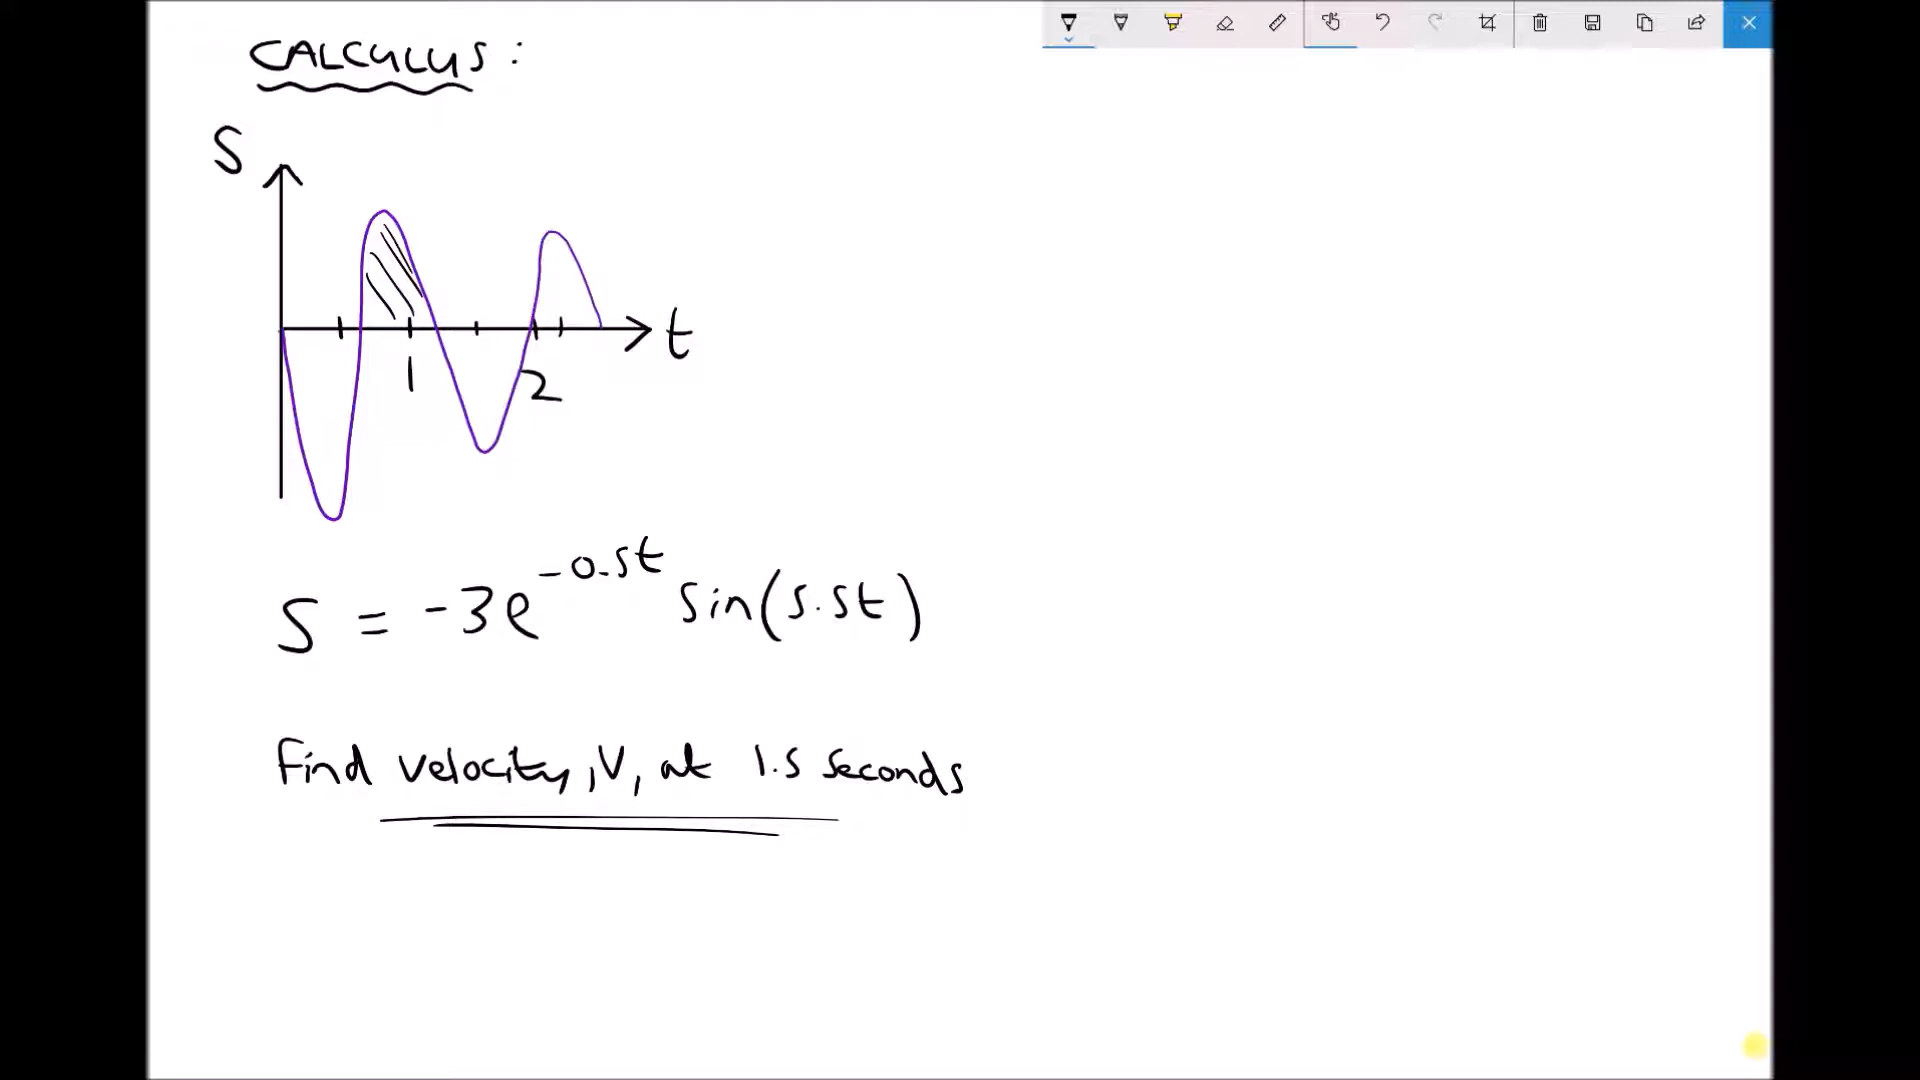 CALCULUS:
S
t
1
2
S = -3e^-0.5t sin(5.5t)
Find velocity, V, at 1.5 seconds